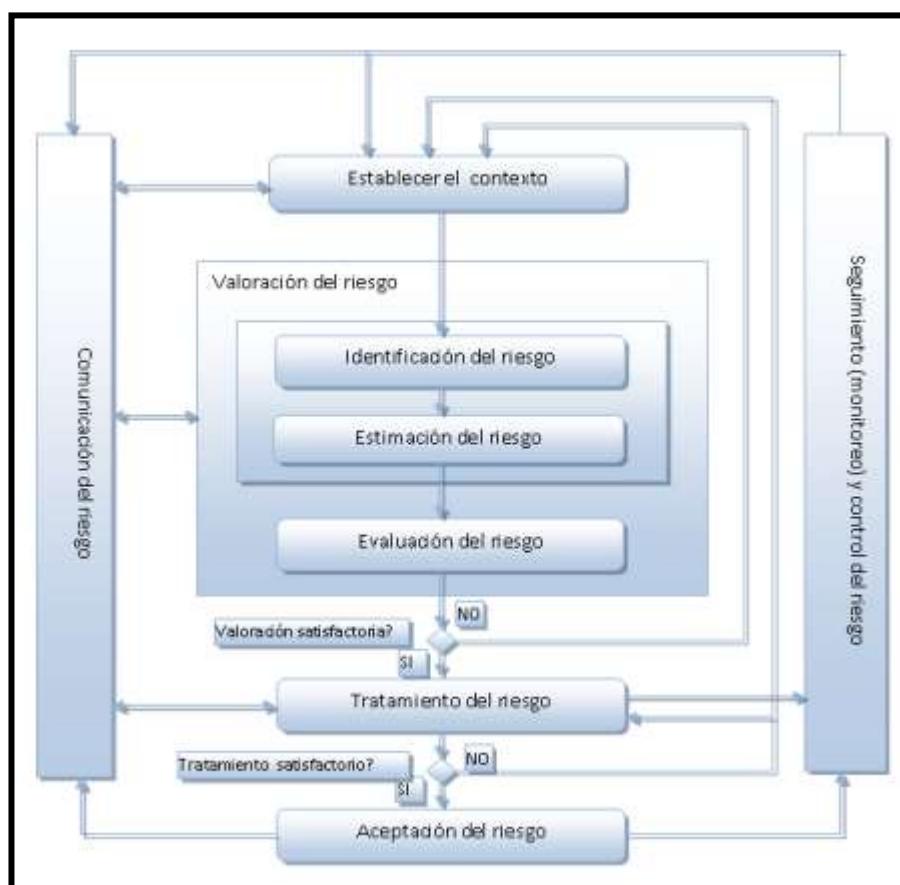 Establecer el contexto
Valoración del riesgo
Identificación del riesgo
Estimación del riesgo
Evaluación del riesgo
NO
Valoración satisfactoria?
SI
Tratamiento del riesgo
NO
Tratamiento satisfactorio?
SI
Aceptación del riesgo
Comunicación del riesgo
Seguimiento (monitoreo) y control del riesgo